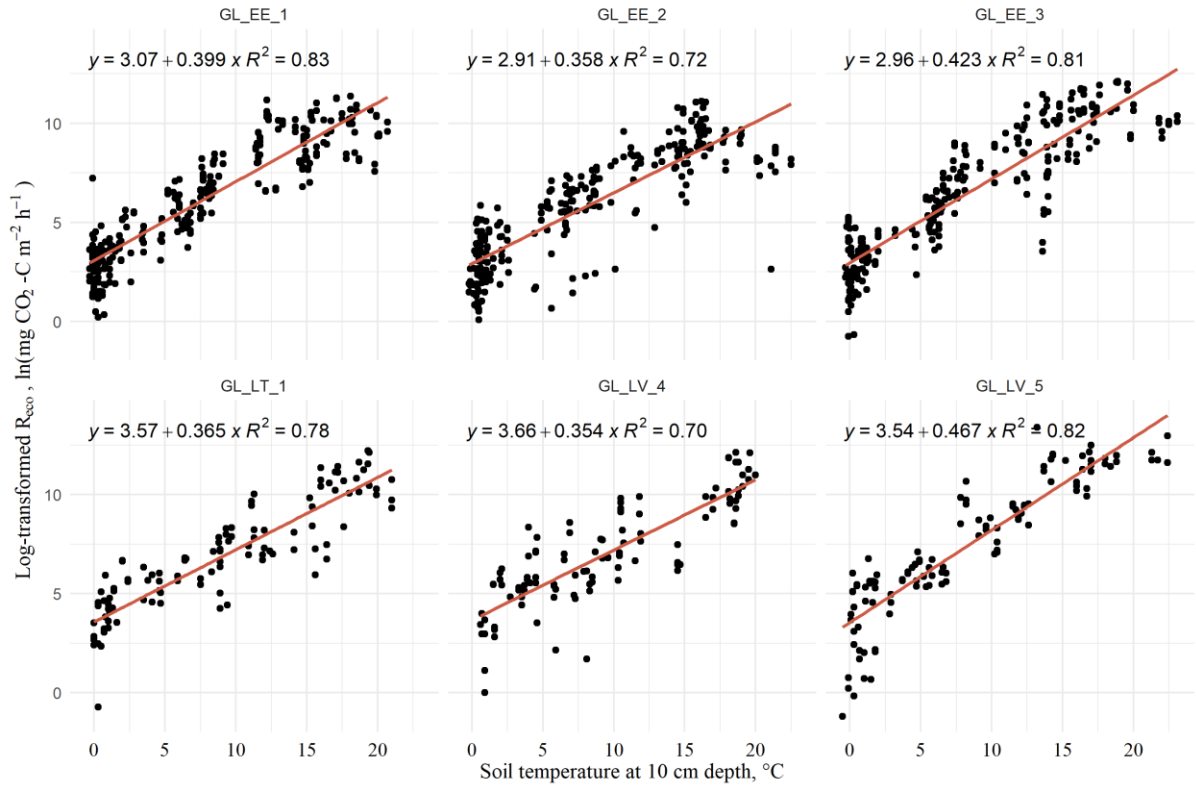 GL_EE_1 GL_EE_2 GL_EE_3
y = 3.07 + 0.399 x R² = 0.83 y = 2.91 + 0.358 x R² = 0.72 y = 2.96 + 0.423 x R² = 0.81
10
5
0
GL_LT_1 GL_LV_4 GL_LV_5
y = 3.57 + 0.365 x R² = 0.78 y = 3.66 + 0.354 x R² = 0.70 y = 3.54 + 0.467 x R² = 0.82
10
5
0
0 5 10 15 20 0 5 10 15 20 0 5 10 15 20
Soil temperature at 10 cm depth, °C
Log-transformed Reco , ln(mg CO₂ -C m⁻² h⁻¹ )